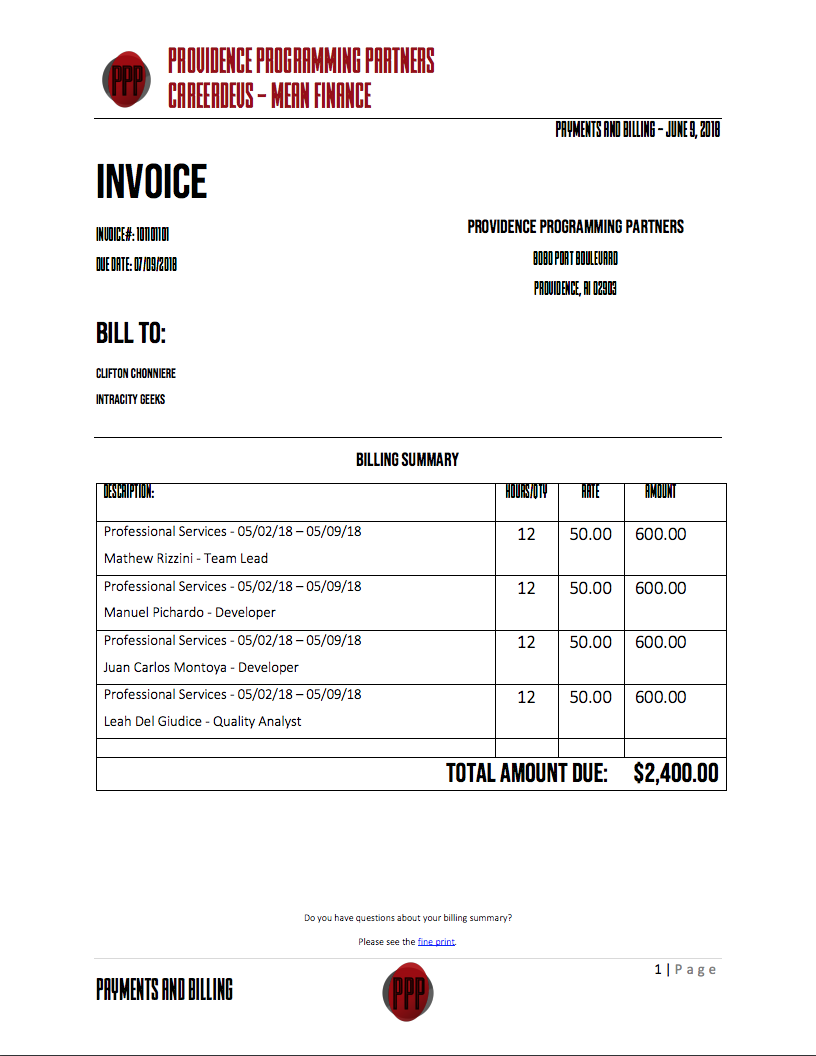 PPP
PROVIDENCE PROGRAMMING PARTNERS
CAREERDEVS – MEAN FINANCE
PAYMENTS AND BILLING – JUNE 9, 2018
INVOICE
INVOICE#: 101101101
DUE DATE: 07/09/2018
PROVIDENCE PROGRAMMING PARTNERS
8080 PORT BOULEVARD
PROVIDENCE, RI 02903
BILL TO:
CLIFTON CHONNIERE
INTRACITY GEEKS
BILLING SUMMARY
DESCRIPTION: HOURS/QTY RATE AMOUNT
Professional Services - 05/02/18 – 05/09/18 12 50.00 600.00
Mathew Rizzini - Team Lead
Professional Services - 05/02/18 – 05/09/18 12 50.00 600.00
Manuel Pichardo - Developer
Professional Services - 05/02/18 – 05/09/18 12 50.00 600.00
Juan Carlos Montoya - Developer
Professional Services - 05/02/18 – 05/09/18 12 50.00 600.00
Leah Del Giudice - Quality Analyst
TOTAL AMOUNT DUE: $2,400.00
Do you have questions about your billing summary?
Please see the fine print.
1 | Page
PAYMENTS AND BILLING
PPP